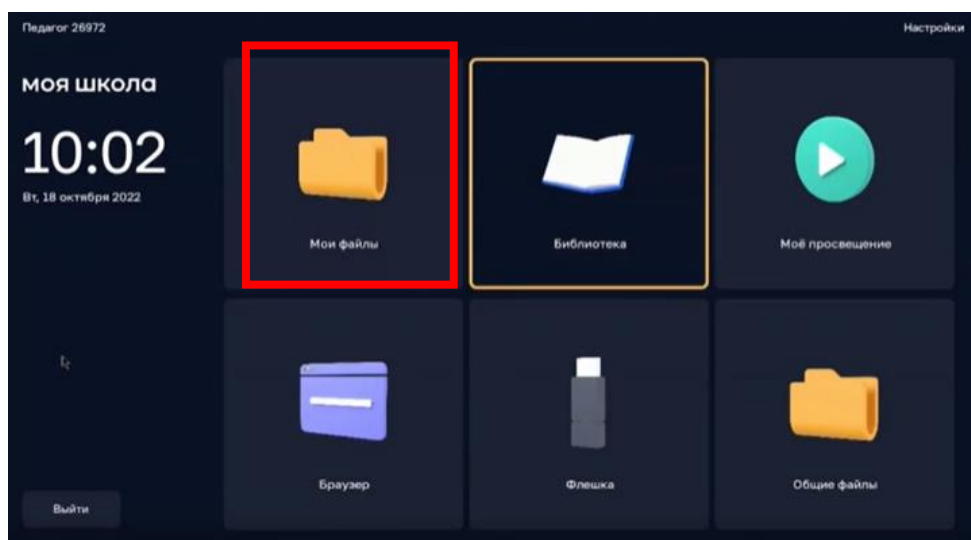 Педагог 26972
Настройки
моя школа
10:02
Вт, 18 октября 2022
Мои файлы
Библиотека
Моё просвещение
Браузер
Флешка
Общие файлы
Выйти